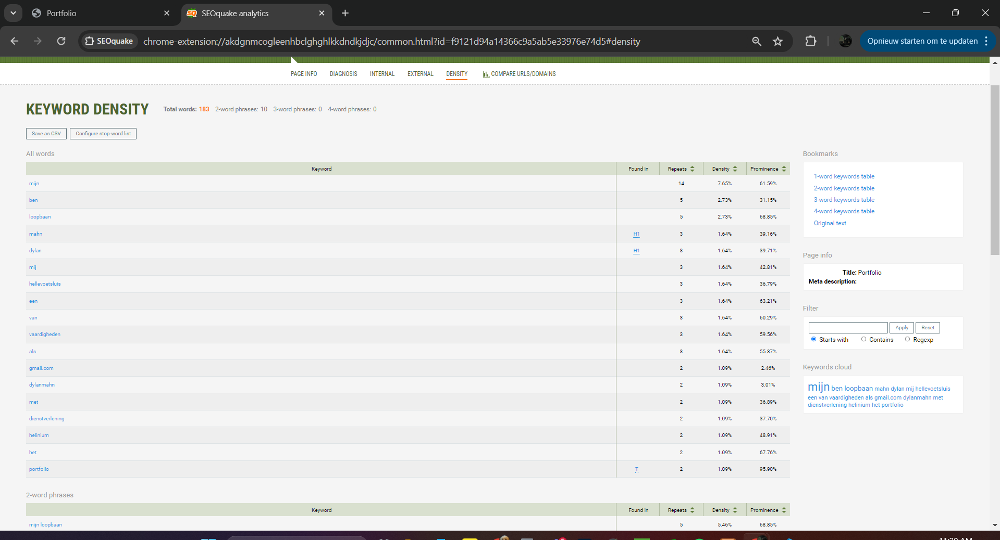 Portfolio
SEOquake analytics
SEOquake
chrome-extension://akdgnmcogleenhbclghghlkkdndkjdjc/common.html?id=f9121d94a14366c9a5ab5e33976e74d5#density
Opnieuw starten om te updaten
PAGE INFO DIAGNOSIS INTERNAL EXTERNAL DENSITY COMPARE URLS/DOMAINS
KEYWORD DENSITY Total words: 183 2-word phrases: 10 3-word phrases: 0 4-word phrases: 0
Save as CSV Configure stop-word list
All words
Keyword Found in Repeats Density Prominence
mijn 14 7.65% 61.59%
ben 5 2.73% 31.15%
loopbaan 5 2.73% 68.85%
mahn H1 3 1.64% 39.16%
dylan H1 3 1.64% 39.71%
mij 3 1.64% 42.81%
hellevoetsluis 3 1.64% 36.79%
een 3 1.64% 63.21%
van 3 1.64% 60.29%
vaardigheden 3 1.64% 59.56%
als 3 1.64% 55.37%
gmail.com 2 1.09% 2.46%
dylanmahn 2 1.09% 3.01%
met 2 1.09% 36.89%
dienstverlening 2 1.09% 37.70%
helinium 2 1.09% 48.91%
het 2 1.09% 67.76%
portfolio T 2 1.09% 95.90%
2-word phrases
Keyword Found in Repeats Density Prominence
mijn loopbaan 5 5.46% 68.85%
Bookmarks
1-word keywords table
2-word keywords table
3-word keywords table
4-word keywords table
Original text
Page info
Title: Portfolio
Meta description:
Filter
Apply Reset
Starts with Contains Regexp
Keywords cloud
mijn ben loopbaan mahn dylan mij hellevoetsluis
een van vaardigheden als gmail.com dylanmahn met
dienstverlening helinium het portfolio